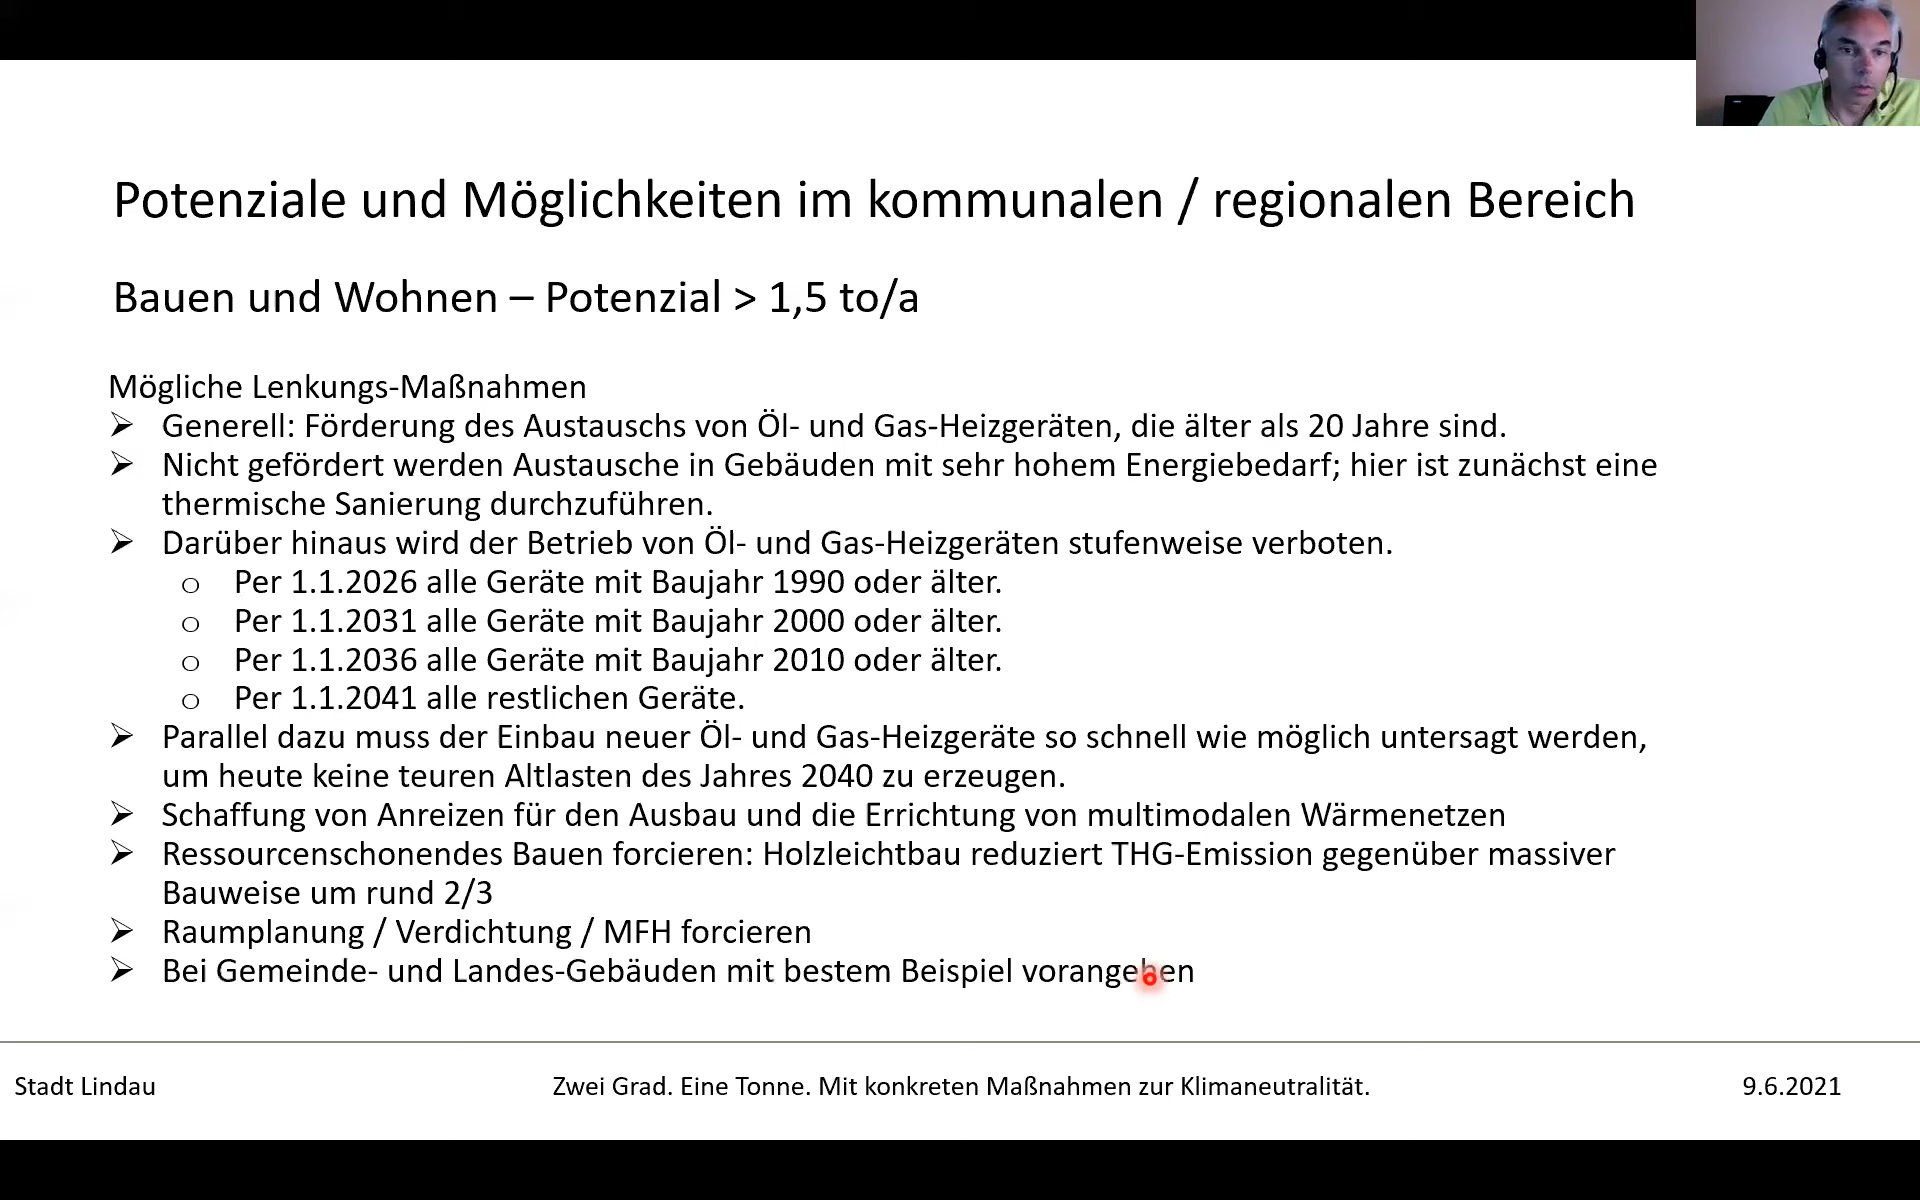 Potenziale und Möglichkeiten im kommunalen / regionalen Bereich
Bauen und Wohnen – Potenzial > 1,5 to/a
Mögliche Lenkungs-Maßnahmen
➢ Generell: Förderung des Austauschs von Öl- und Gas-Heizgeräten, die älter als 20 Jahre sind.
➢ Nicht gefördert werden Austausche in Gebäuden mit sehr hohem Energiebedarf; hier ist zunächst eine
thermische Sanierung durchzuführen.
➢ Darüber hinaus wird der Betrieb von Öl- und Gas-Heizgeräten stufenweise verboten.
o Per 1.1.2026 alle Geräte mit Baujahr 1990 oder älter.
o Per 1.1.2031 alle Geräte mit Baujahr 2000 oder älter.
o Per 1.1.2036 alle Geräte mit Baujahr 2010 oder älter.
o Per 1.1.2041 alle restlichen Geräte.
➢ Parallel dazu muss der Einbau neuer Öl- und Gas-Heizgeräte so schnell wie möglich untersagt werden,
um heute keine teuren Altlasten des Jahres 2040 zu erzeugen.
➢ Schaffung von Anreizen für den Ausbau und die Errichtung von multimodalen Wärmenetzen
➢ Ressourcenschonendes Bauen forcieren: Holzleichtbau reduziert THG-Emission gegenüber massiver
Bauweise um rund 2/3
➢ Raumplanung / Verdichtung / MFH forcieren
➢ Bei Gemeinde- und Landes-Gebäuden mit bestem Beispiel vorangehen
Stadt Lindau
Zwei Grad. Eine Tonne. Mit konkreten Maßnahmen zur Klimaneutralität.
9.6.2021